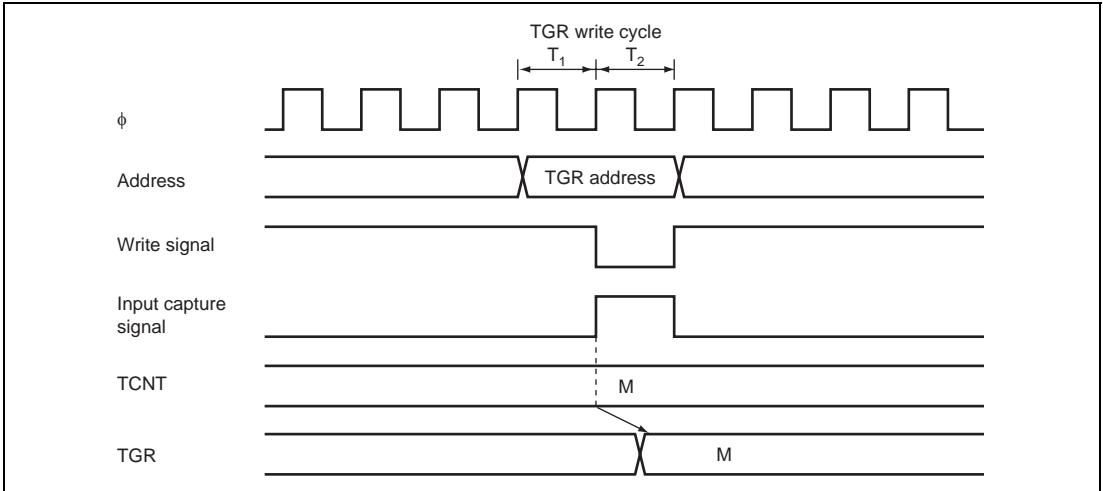 TGR write cycle
T1 T2
ϕ
Address
TGR address
Write signal
Input capture
signal
TCNT
M
TGR
M